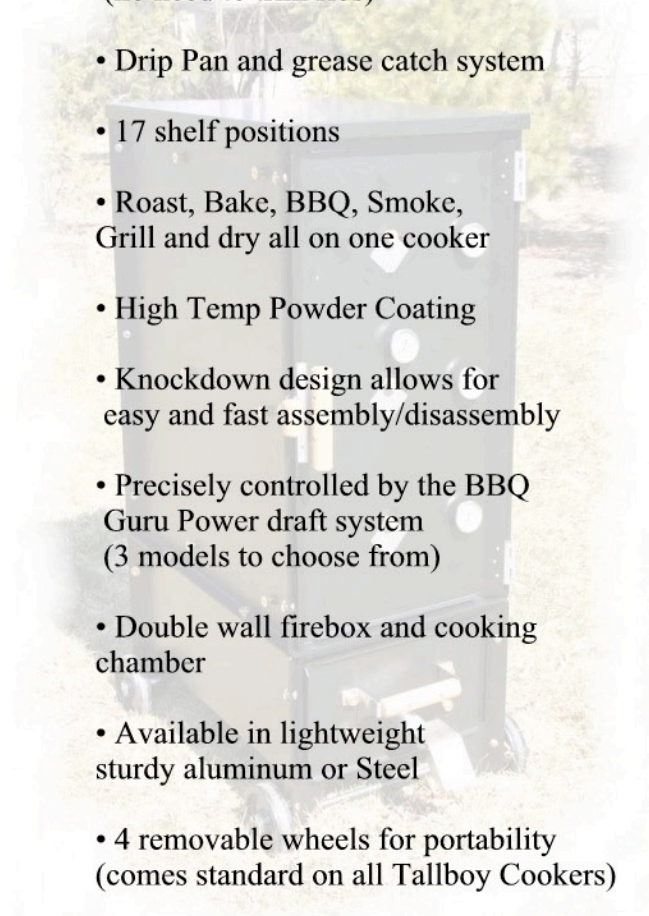 • Drip Pan and grease catch system
• 17 shelf positions
• Roast, Bake, BBQ, Smoke,
Grill and dry all on one cooker
• High Temp Powder Coating
• Knockdown design allows for
easy and fast assembly/disassembly
• Precisely controlled by the BBQ
Guru Power draft system
(3 models to choose from)
• Double wall firebox and cooking
chamber
• Available in lightweight
sturdy aluminum or Steel
• 4 removable wheels for portability
(comes standard on all Tallboy Cookers)